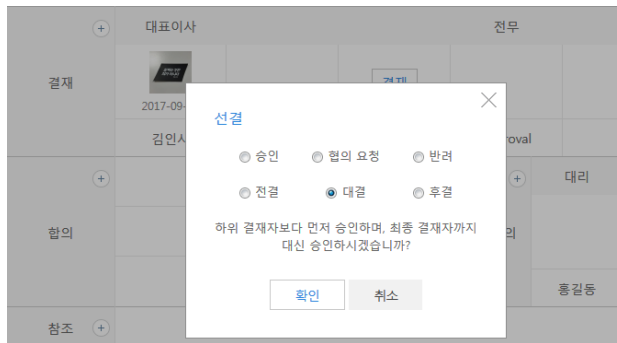 대표이사
전무
결재
결재
2017-09-
김인사
roval
선결
승인
협의 요청
반려
전결
대결
후결
하위 결재자보다 먼저 승인하며, 최종 결재자까지
대신 승인하시겠습니까?
확인
취소
합의
대리
의
홍길동
참조